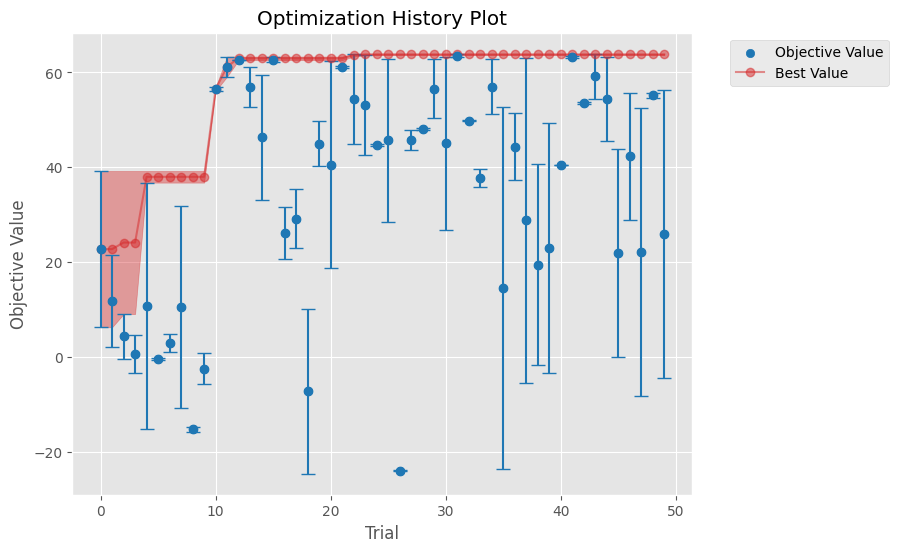 Optimization History Plot
Objective Value
Best Value
Objective Value
60
40
20
0
−20
0 10 20 30 40 50
Trial